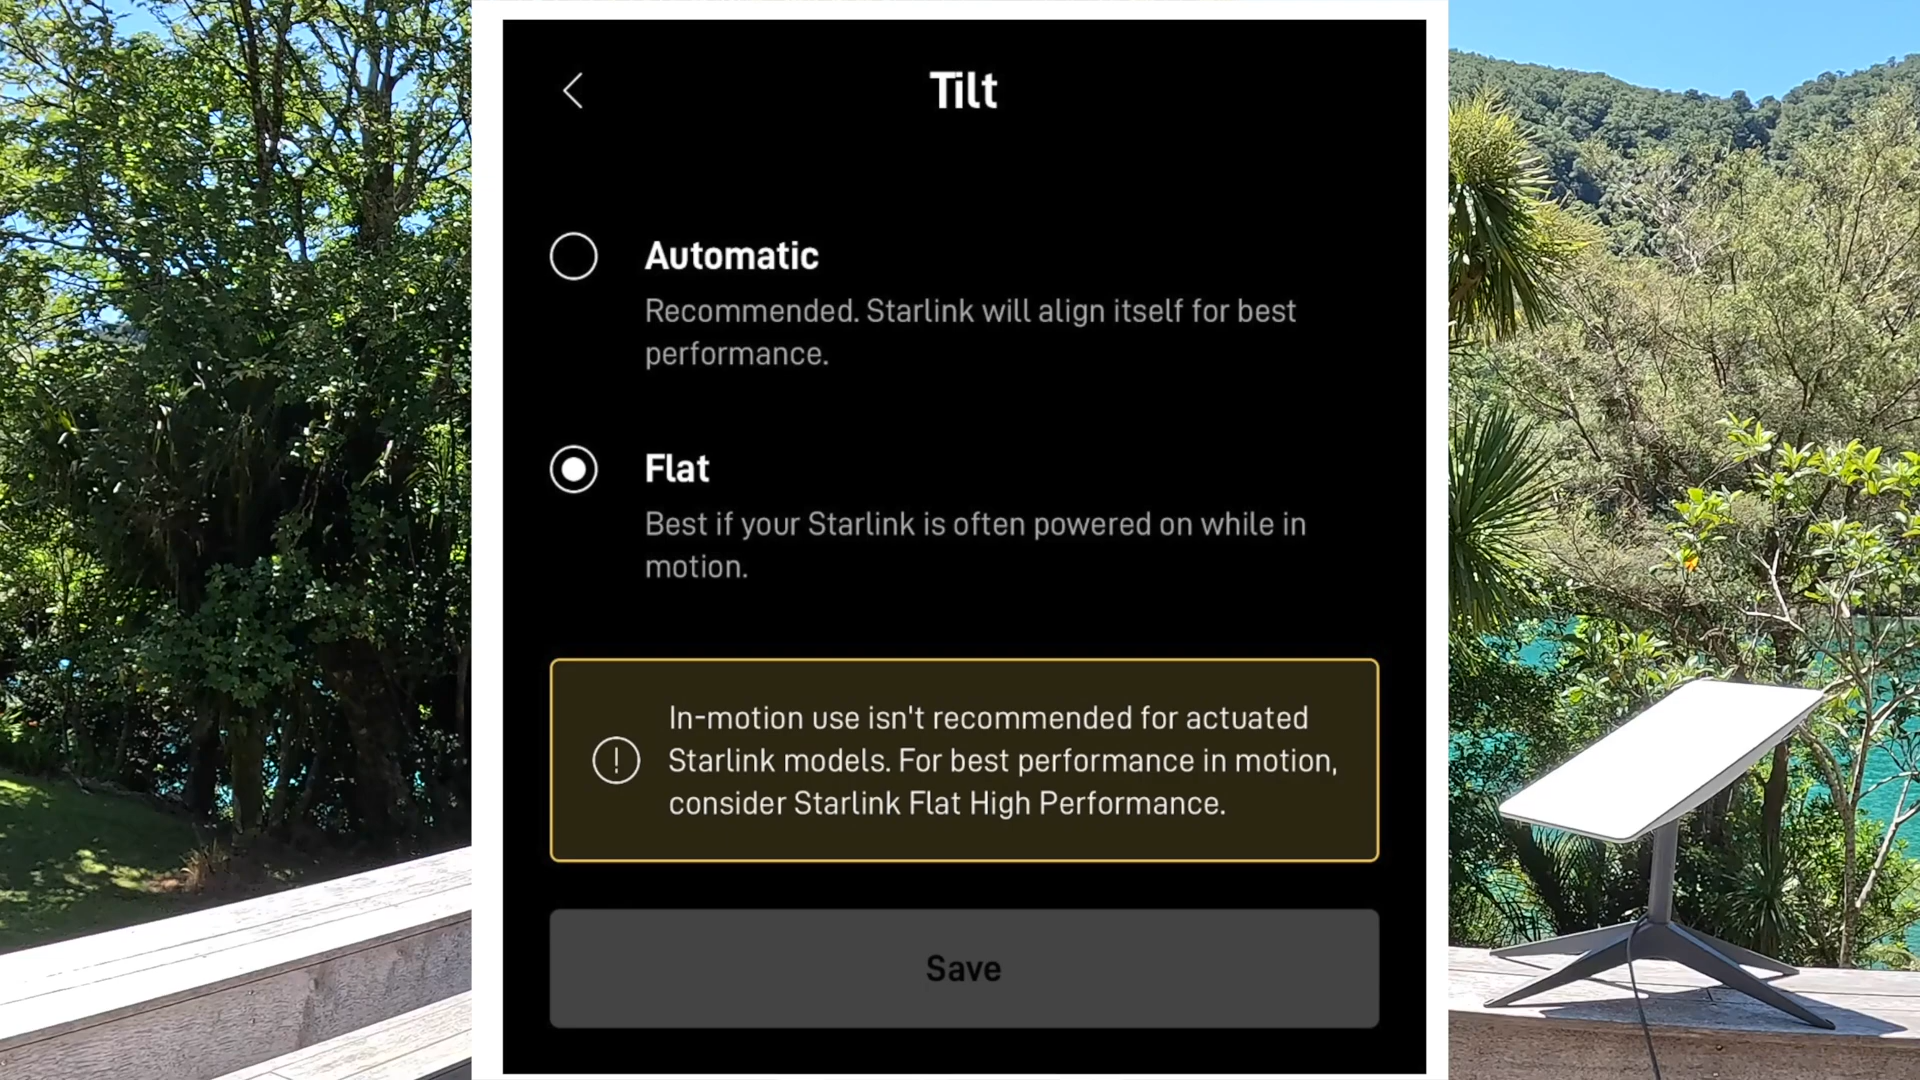 Tilt
Automatic
Recommended. Starlink will align itself for best
performance.
Flat
Best if your Starlink is often powered on while in
motion.
In-motion use isn't recommended for actuated
Starlink models. For best performance in motion,
consider Starlink Flat High Performance.
Save